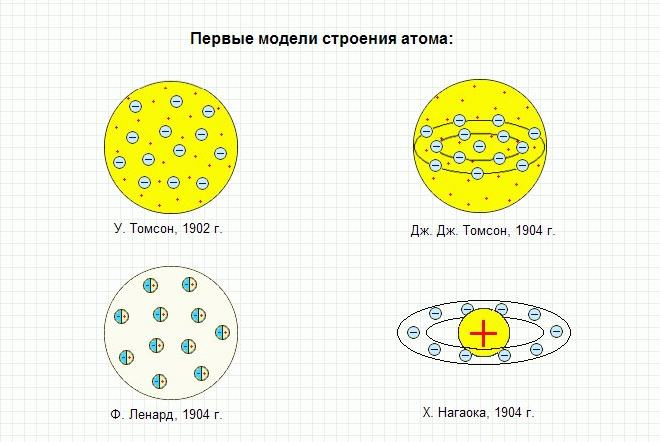 Первые модели строения атома:
У. Томсон, 1902 г.
Дж. Дж. Томсон, 1904 г.
Ф. Ленард, 1904 г.
Х. Нагаока, 1904 г.